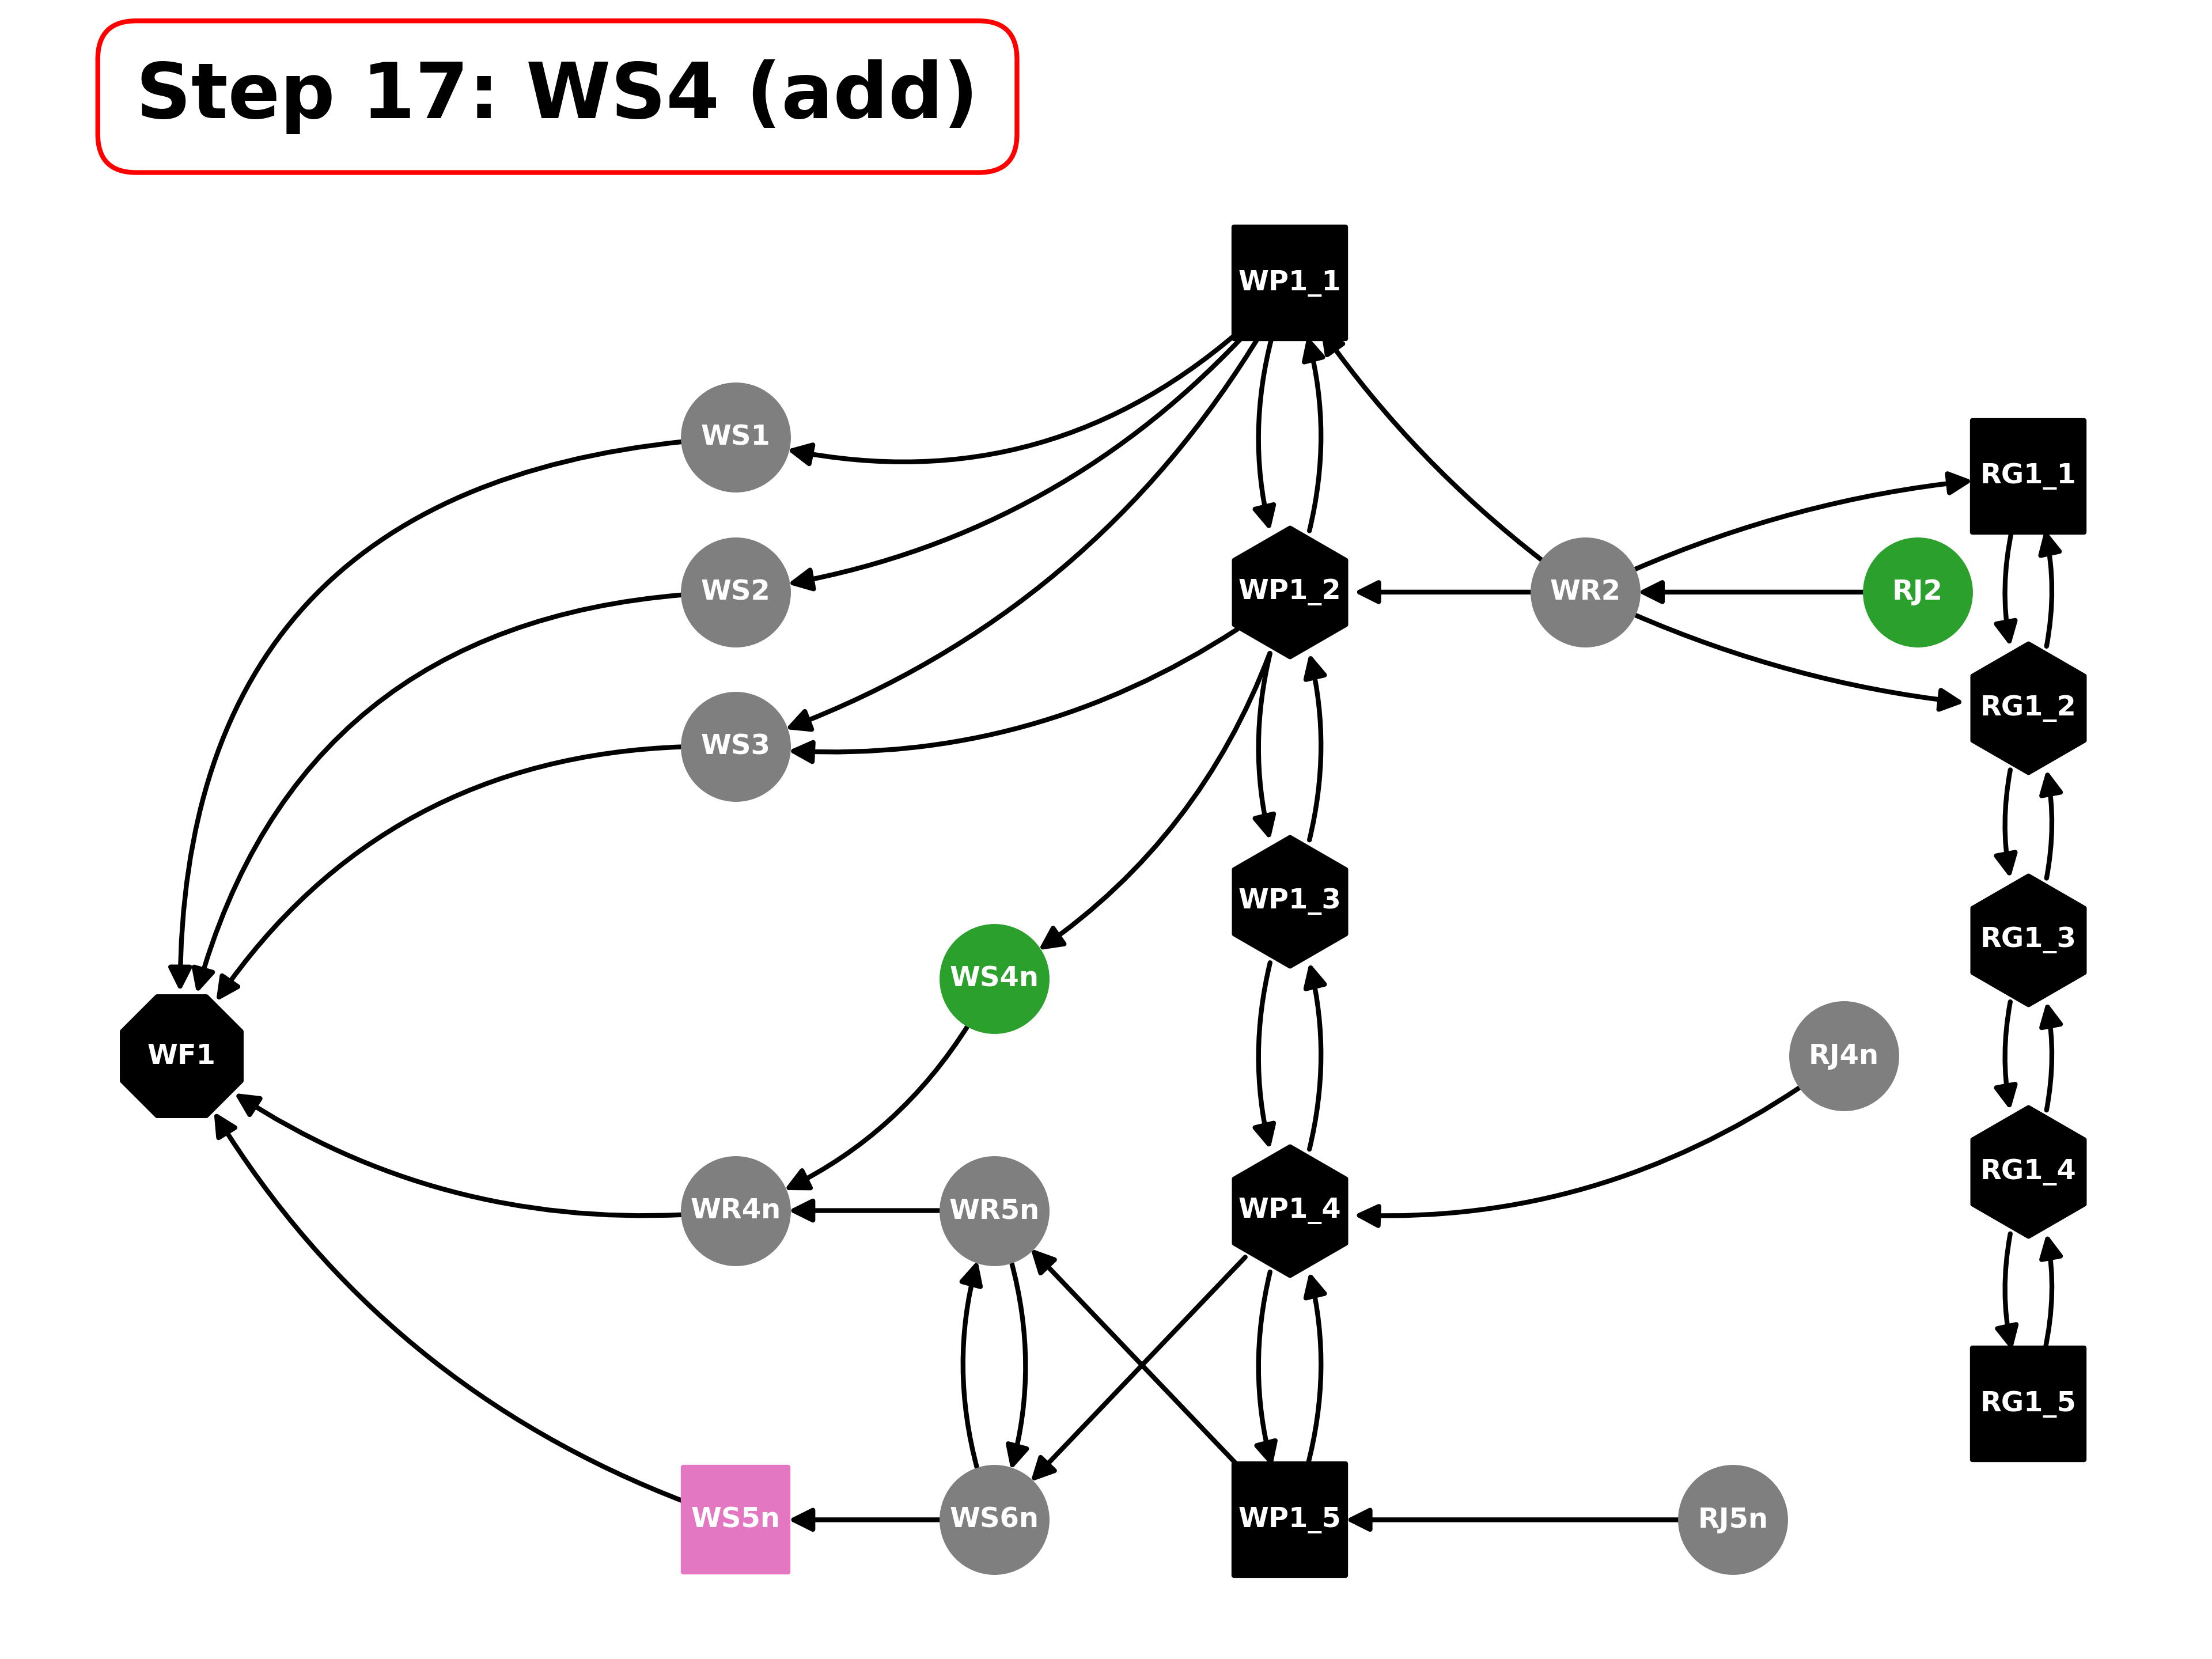 Step 17: WS4 (add)
WP1_1
WS1
RG1_1
WS2
WP1_2
WR2
RJ2
RG1_2
WS3
WP1_3
RG1_3
WS4n
WF1
RJ4n
RG1_4
WR4n
WR5n
WP1_4
RG1_5
WS5n
WS6n
WP1_5
RJ5n